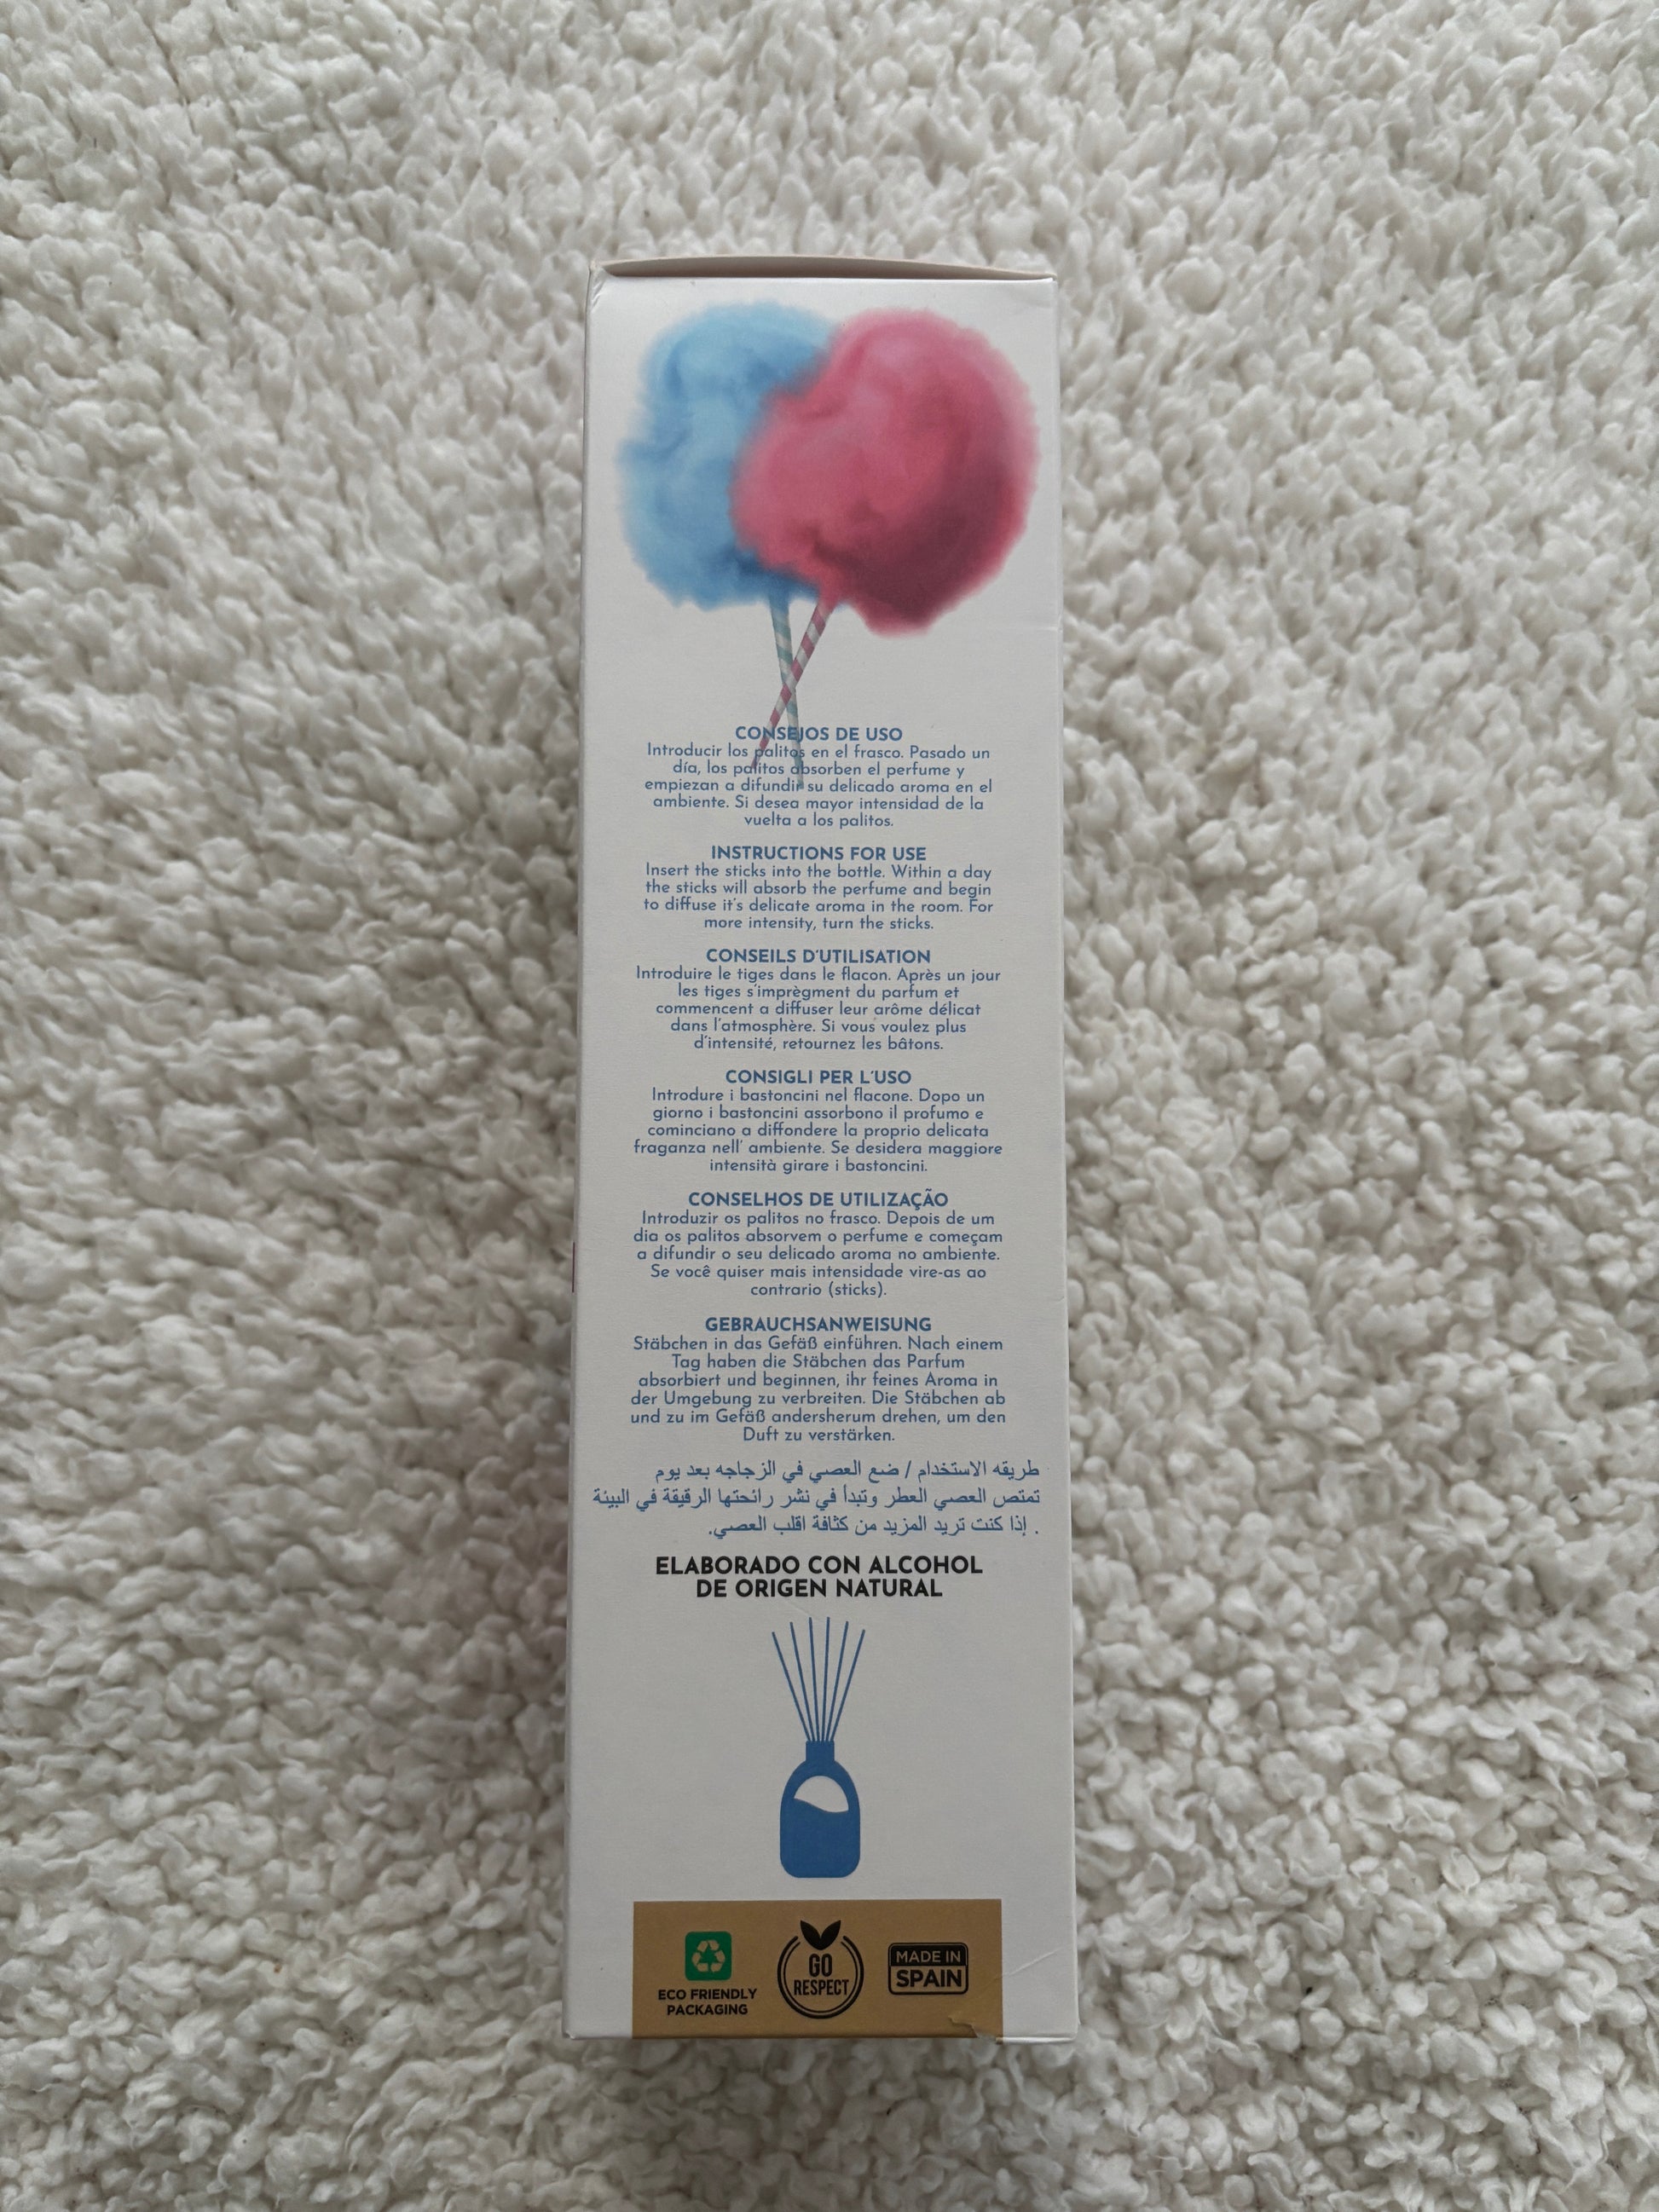 CONSEJOS DE USO
Introducir los palitos en el frasco. Pasado un
día, los palitos absorben el perfume y
empiezan a difundir su delicado aroma en el
ambiente. Si desea mayor intensidad de la
vuelta a los palitos.
INSTRUCTIONS FOR USE
Insert the sticks into the bottle. Within a day
the sticks will absorb the perfume and begin
to diffuse it's delicate aroma in the room. For
more intensity, turn the sticks.
CONSEILS D'UTILISATION
Introduire le tiges dans le flacon. Après un jour
les tiges s'imprègment du parfum et
commencent a diffuser leur arôme délicat
dans l'atmosphère. Si vous voulez plus
d'intensité, retournez les bâtons.
CONSIGLI PER L'USO
Introdure i bastoncini nel flacone. Dopo un
giorno i bastoncini assorbono il profumo e
cominciano a diffondere la proprio delicata
fraganza nell' ambiente. Se desidera maggiore
intensità girare i bastoncini.
CONSELHOS DE UTILIZAÇÃO
Introduzir os palitos no frasco. Depois de um
dia os palitos absorvem o perfume e começam
a difundir o seu delicado aroma no ambiente.
Se você quiser mais intensidade vire-as ao
contrario (sticks).
GEBRAUCHSANWEISUNG
Stäbchen in das Gefäß einführen. Nach einem
Tag haben die Stäbchen das Parfum
absorbiert und beginnen, ihr feines Aroma in
der Umgebung zu verbreiten. Die Stäbchen ab
und zu im Gefäß andersherum drehen, um den
Duft zu verstärken.
طريقه الاستخدام / ضع العصي في الزجاجه بعد يوم
تمتص العصي العطر وتبدأ في نشر رائحتها الرقيقة في البيئة
. إذا كنت تريد المزيد من كثافة اقلب العصي.
ELABORADO CON ALCOHOL
DE ORIGEN NATURAL
ECO FRIENDLY
PACKAGING
GO
RESPECT
MADE IN
SPAIN